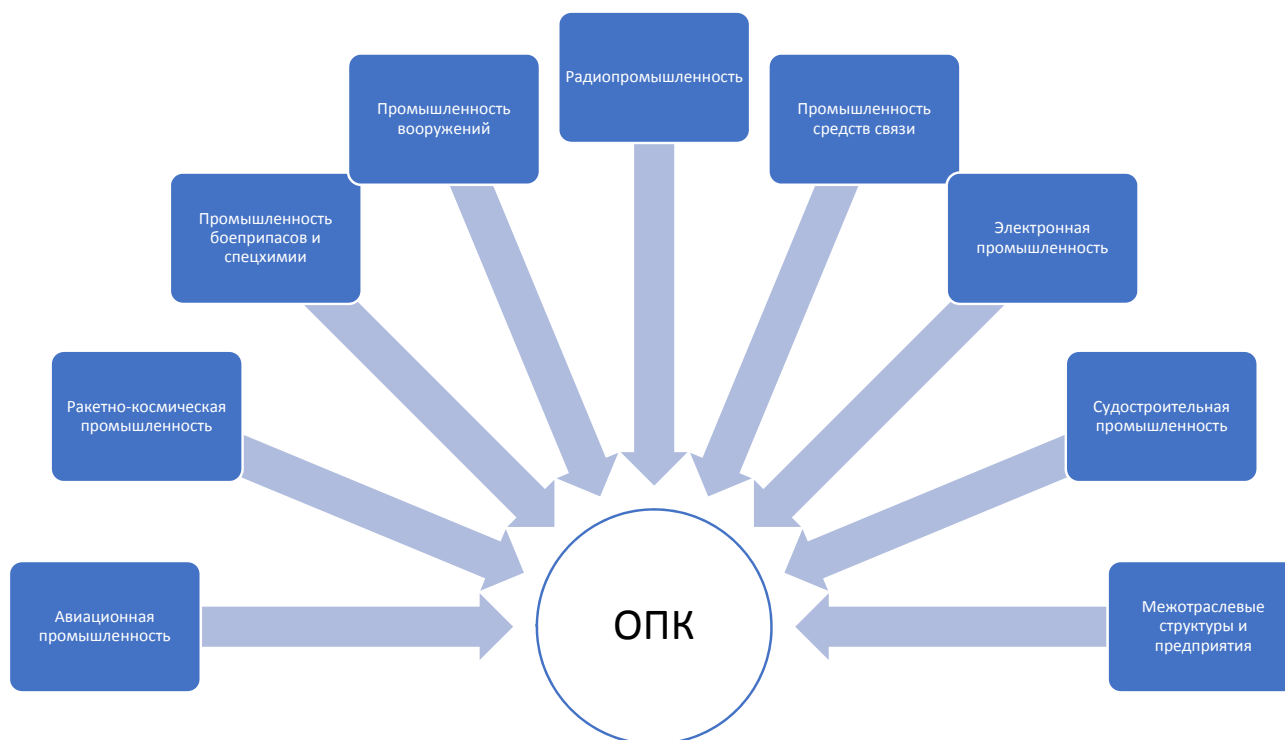 Радиопромышленность
Промышленность
вооружений
Промышленность
средств связи
Промышленность
боеприпасов и
спецхимии
Электронная
промышленность
Ракетно-космическая
промышленность
Судостроительная
промышленность
Авиационная
промышленность
ОПК
Межотраслевые
структуры и
предприятия